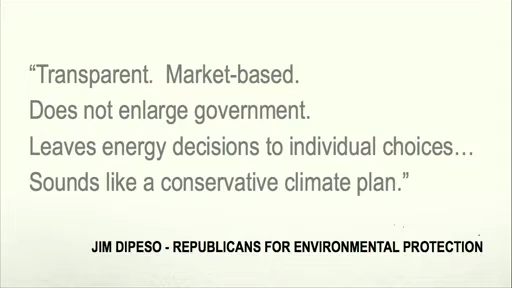 “Transparent.  Market-based.
Does not enlarge government.
Leaves energy decisions to individual choices…
Sounds like a conservative climate plan.”
JIM DIPESO - REPUBLICANS FOR ENVIRONMENTAL PROTECTION